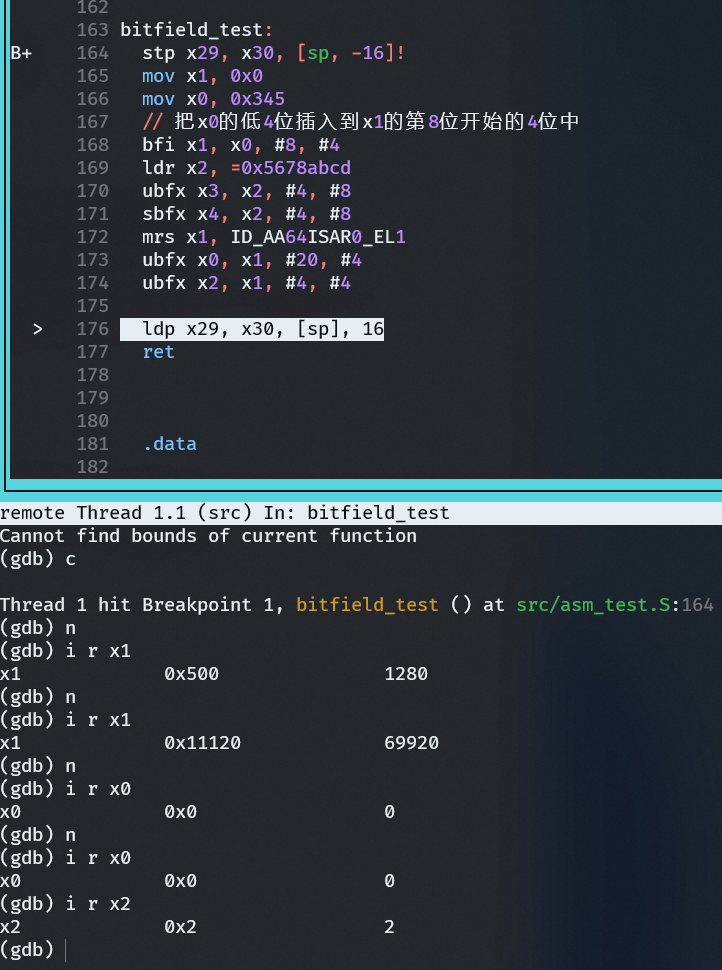 162
163 bitfield_test:
B+ 164 stp x29, x30, [sp, -16]!
165 mov x1, 0x0
166 mov x0, 0x345
167 // 把x0的低4位插入到x1的第8位开始的4位中
168 bfi x1, x0, #8, #4
169 ldr x2, =0x5678abcd
170 ubfx x3, x2, #4, #8
171 sbfx x4, x2, #4, #8
172 mrs x1, ID_AA64ISAR0_EL1
173 ubfx x0, x1, #20, #4
174 ubfx x2, x1, #4, #4
175
> 176 ldp x29, x30, [sp], 16
177 ret
178
179
180
181 .data
182
remote Thread 1.1 (src) In: bitfield_test
Cannot find bounds of current function
(gdb) c
Thread 1 hit Breakpoint 1, bitfield_test () at src/asm_test.S:164
(gdb) n
(gdb) i r x1
x1 0x500 1280
(gdb) n
(gdb) i r x1
x1 0x11120 69920
(gdb) n
(gdb) i r x0
x0 0x0 0
(gdb) n
(gdb) i r x0
x0 0x0 0
(gdb) i r x2
x2 0x2 2
(gdb)